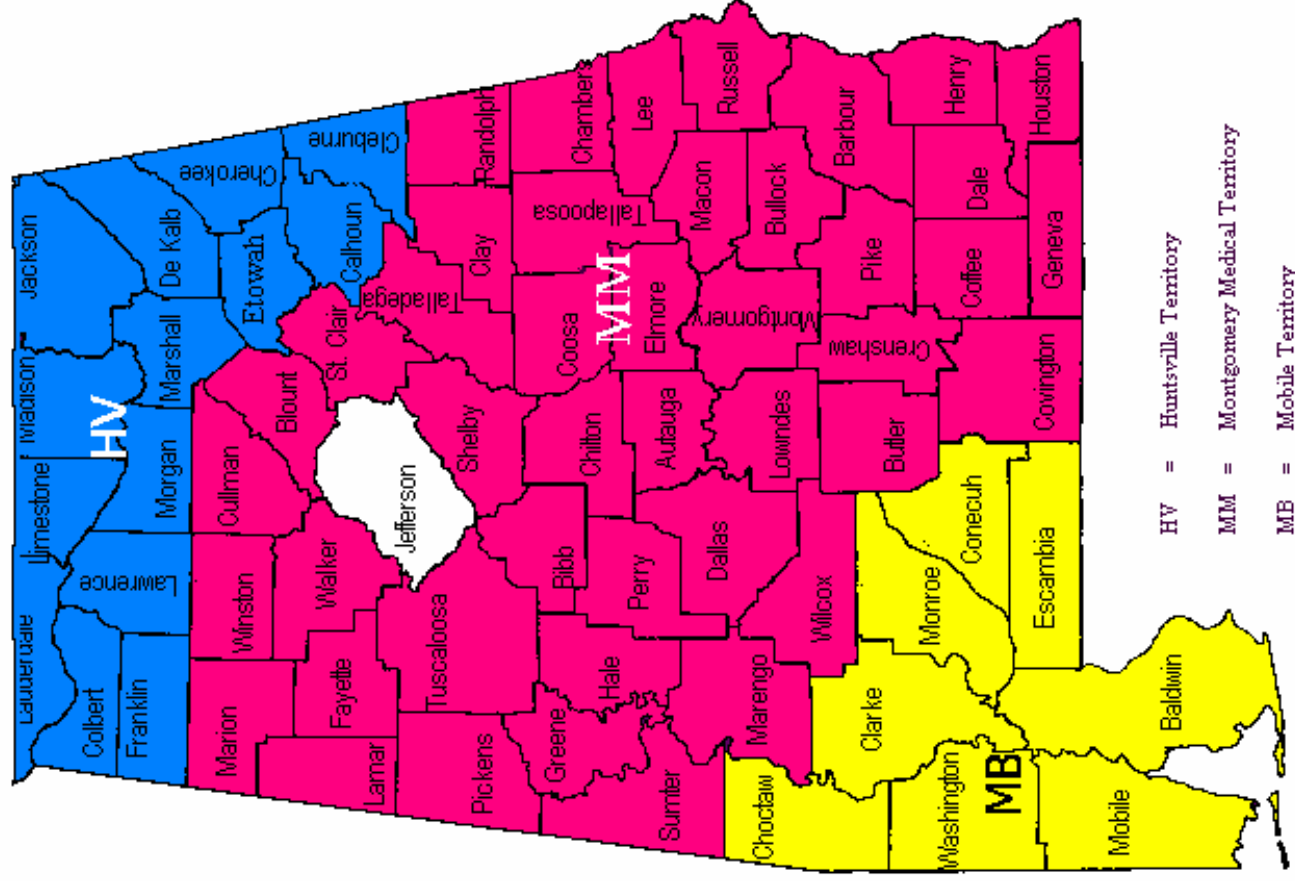 Lauderdale
Limestone
Madison
Jackson
Colbert
Lawrence
HV
Franklin
Morgan
Marshall
De Kalb
Cherokee
Etowah
Marion
Winston
Cullman
Blount
St. Clair
Calhoun
Cleburne
Lamar
Fayette
Walker
Jefferson
Talladega
Randolph
Pickens
Tuscaloosa
Shelby
Clay
Greene
Hale
Bibb
Chilton
Coosa
Tallapoosa
Chambers
Sumter
Perry
Autauga
Elmore
MM
Lee
Marengo
Dallas
Lowndes
Montgomery
Macon
Russell
Choctaw
Wilcox
Butler
Crenshaw
Pike
Bullock
Barbour
Clarke
Monroe
Conecuh
Covington
Coffee
Dale
Henry
Washington
MB
Escambia
Geneva
Houston
Mobile
Baldwin
HV = Huntsville Territory
MM = Montgomery Medical Territory
MB = Mobile Territory